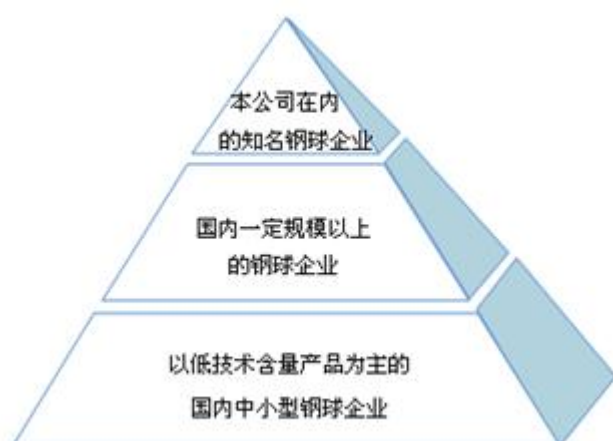 本公司在内
的知名钢球企业
国内一定规模以上
的钢球企业
以低技术含量产品为主的
国内中小型钢球企业